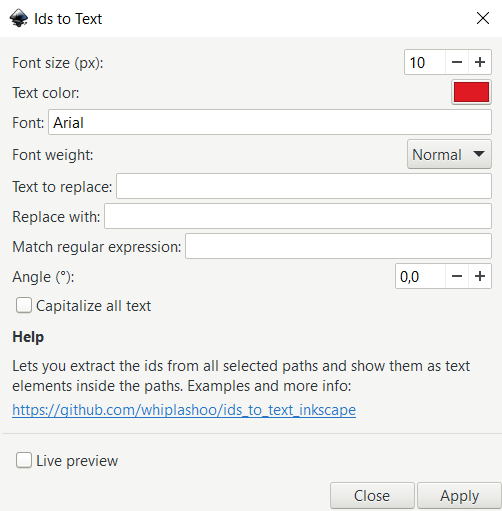 Ids to Text
Font size (px): 10
Text color:
Font: Arial
Font weight: Normal
Text to replace:
Replace with:
Match regular expression:
Angle (°): 0,0
Capitalize all text
Help
Lets you extract the ids from all selected paths and show them as text
elements inside the paths. Examples and more info:
https://github.com/whiplashoo/ids_to_text_inkscape
Live preview
Close Apply